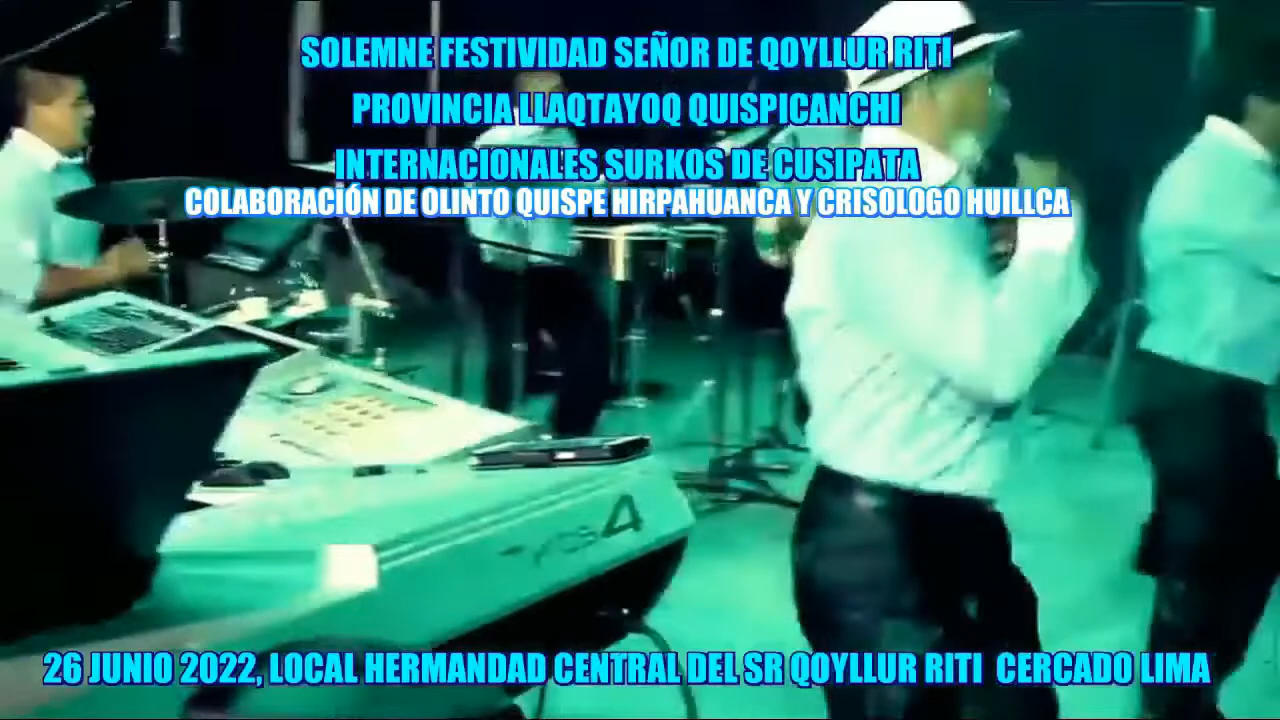 SOLEMNE FESTIVIDAD SEÑOR DE QOYLLUR RITI
PROVINCIA LLAQTAYOQ QUISPICANCHI
INTERNACIONALES SURKOS DE CUSIPATA
COLABORACIÓN DE OLINTO QUISPE HIRPAHUANCA Y CRISOLOGO HUILLCA
Tyros4
26 JUNIO 2022, LOCAL HERMANDAD CENTRAL DEL SR QOYLLUR RITI CERCADO LIMA